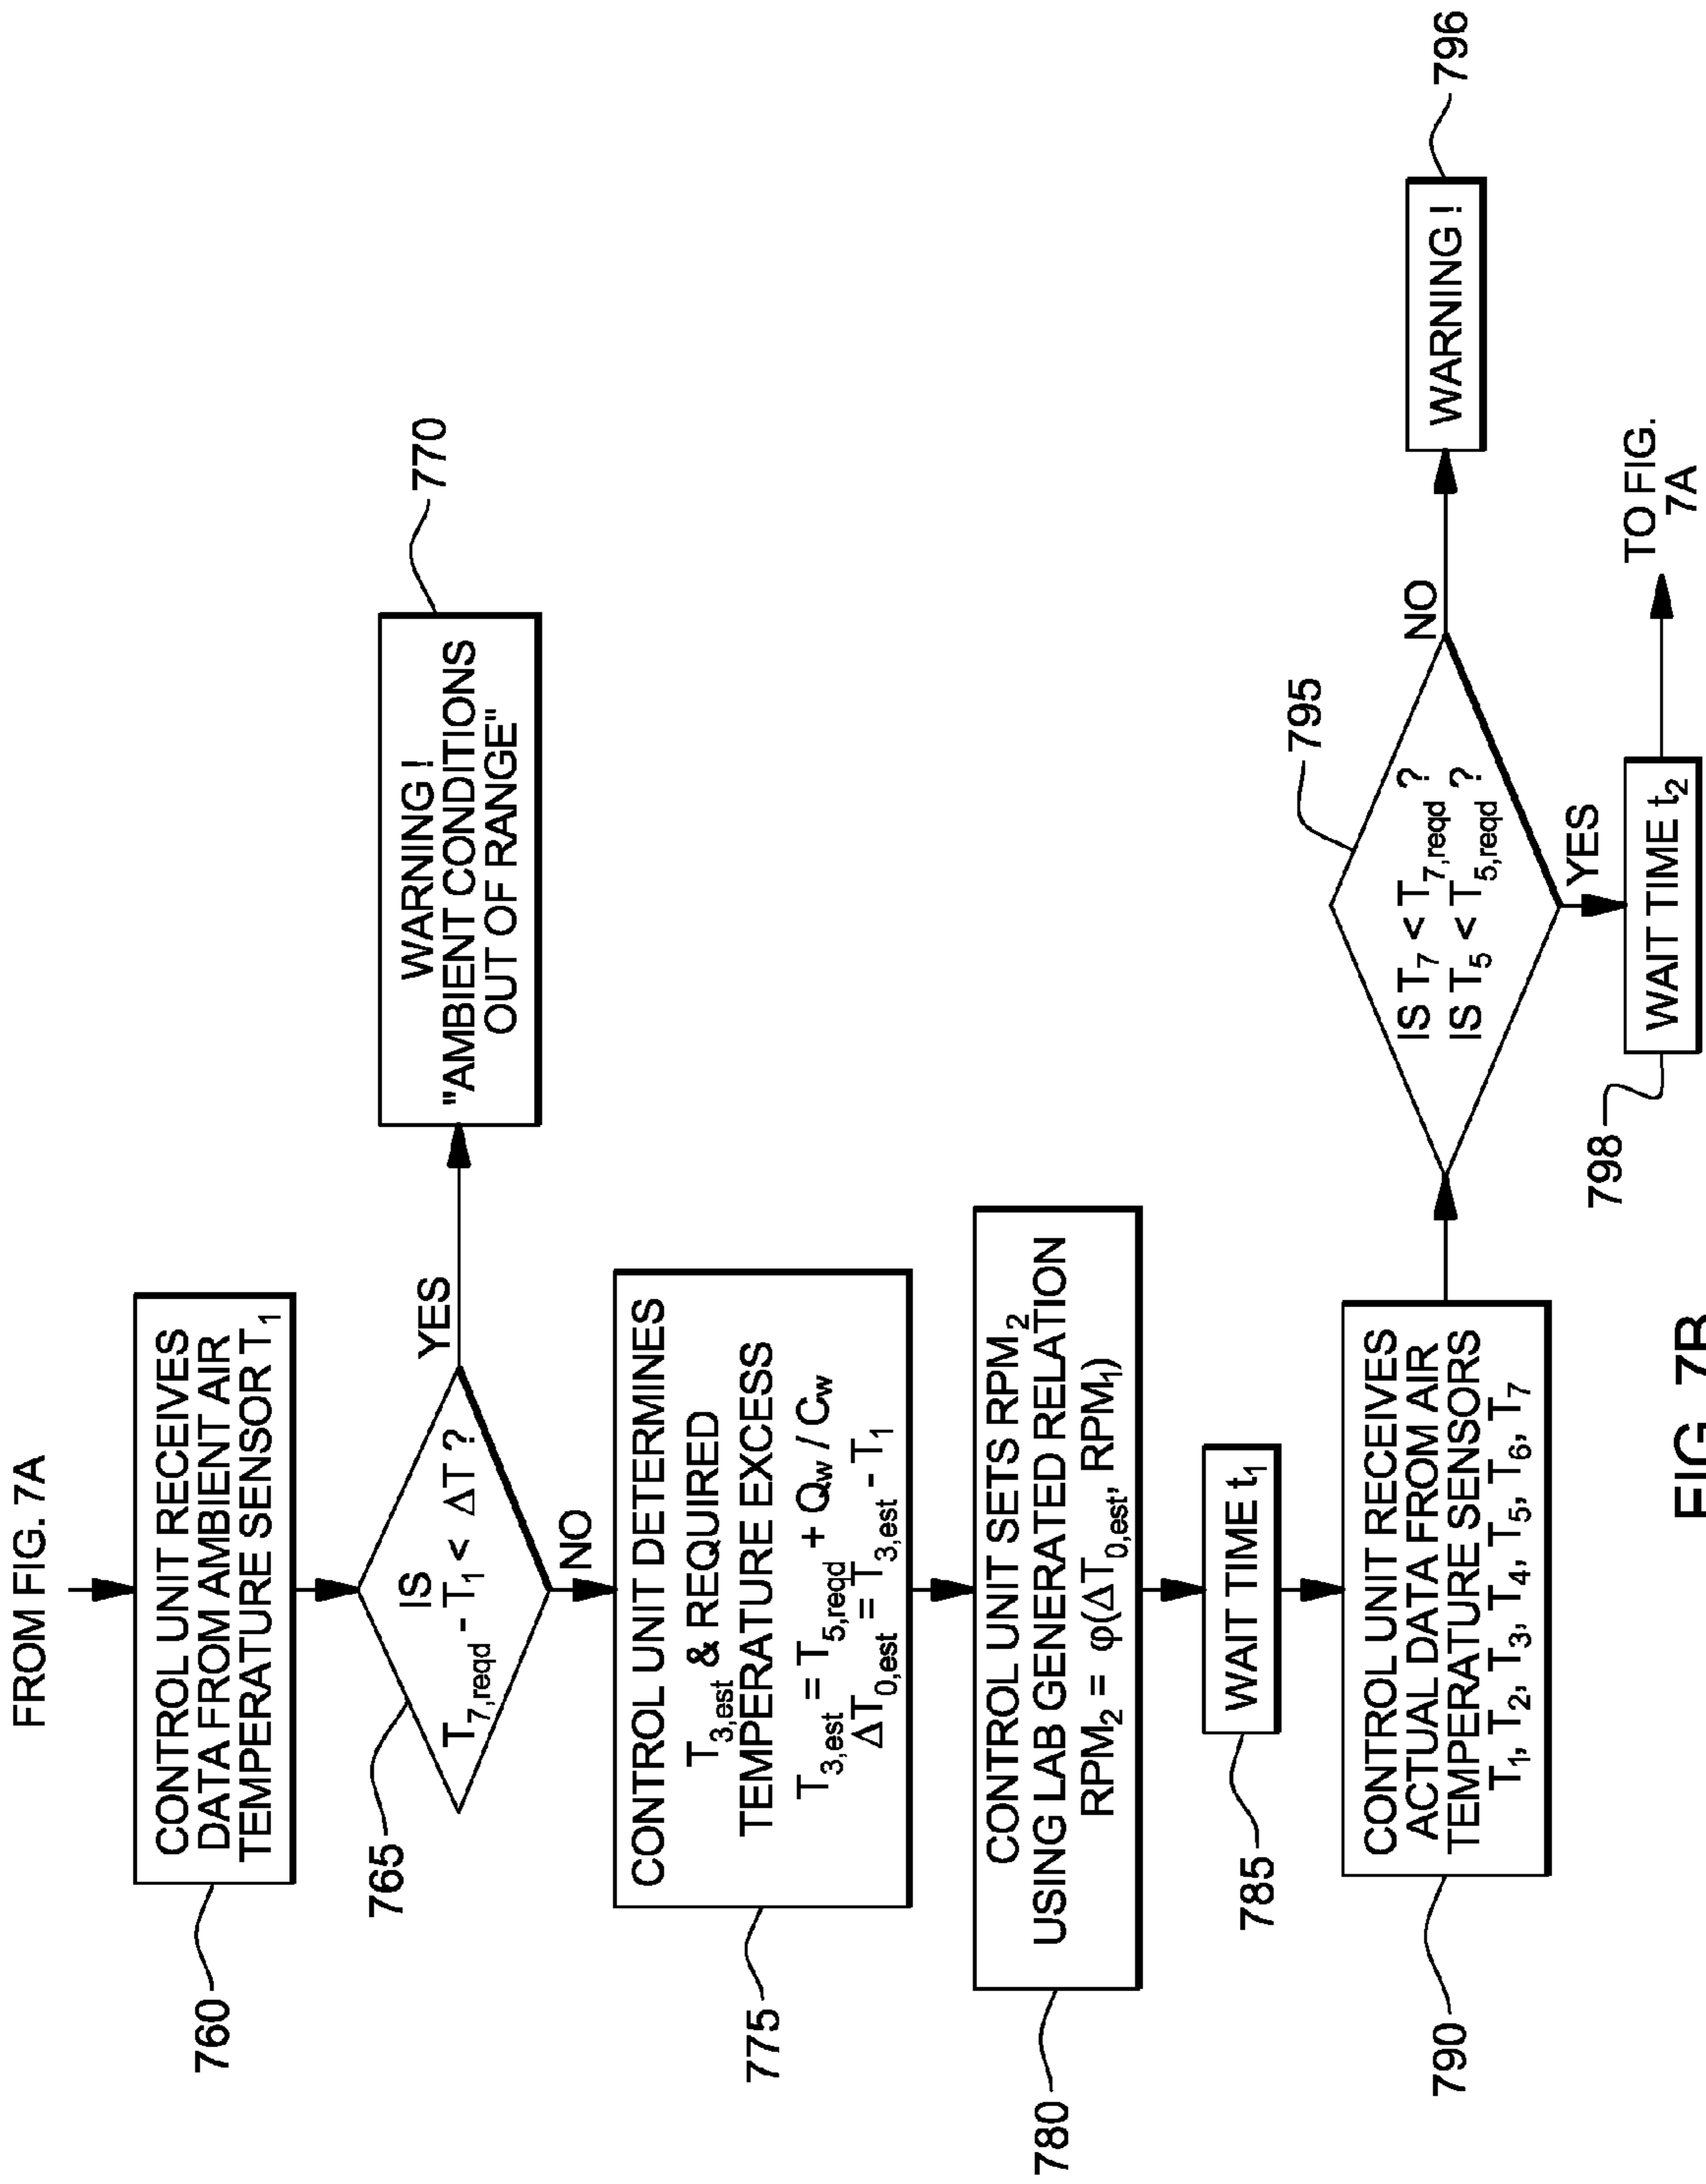 FROM FIG. 7A
CONTROL UNIT RECEIVES
DATA FROM AMBIENT AIR
TEMPERATURE SENSOR T₁
760
IS
T₇,reqd - T₁ < ΔT ?
765
YES
WARNING !
"AMBIENT CONDITIONS
OUT OF RANGE"
770
NO
CONTROL UNIT DETERMINES
T₃,est & REQUIRED
TEMPERATURE EXCESS
T₃,est = T₅,reqd + Qw / Cw
ΔT₀,est = T₃,est - T₁
775
CONTROL UNIT SETS RPM₂
USING LAB GENERATED RELATION
RPM₂ = φ(ΔT₀,est, RPM₁)
780
WAIT TIME t₁
785
CONTROL UNIT RECEIVES
ACTUAL DATA FROM AIR
TEMPERATURE SENSORS
T₁, T₂, T₃, T₄, T₅, T₆, T₇
790
IS T₇ < T₇,reqd ?
IS T₅ < T₅,reqd ?
795
NO
WARNING !
796
YES
WAIT TIME t₂
798
TO FIG.
7A
FIG. 7B